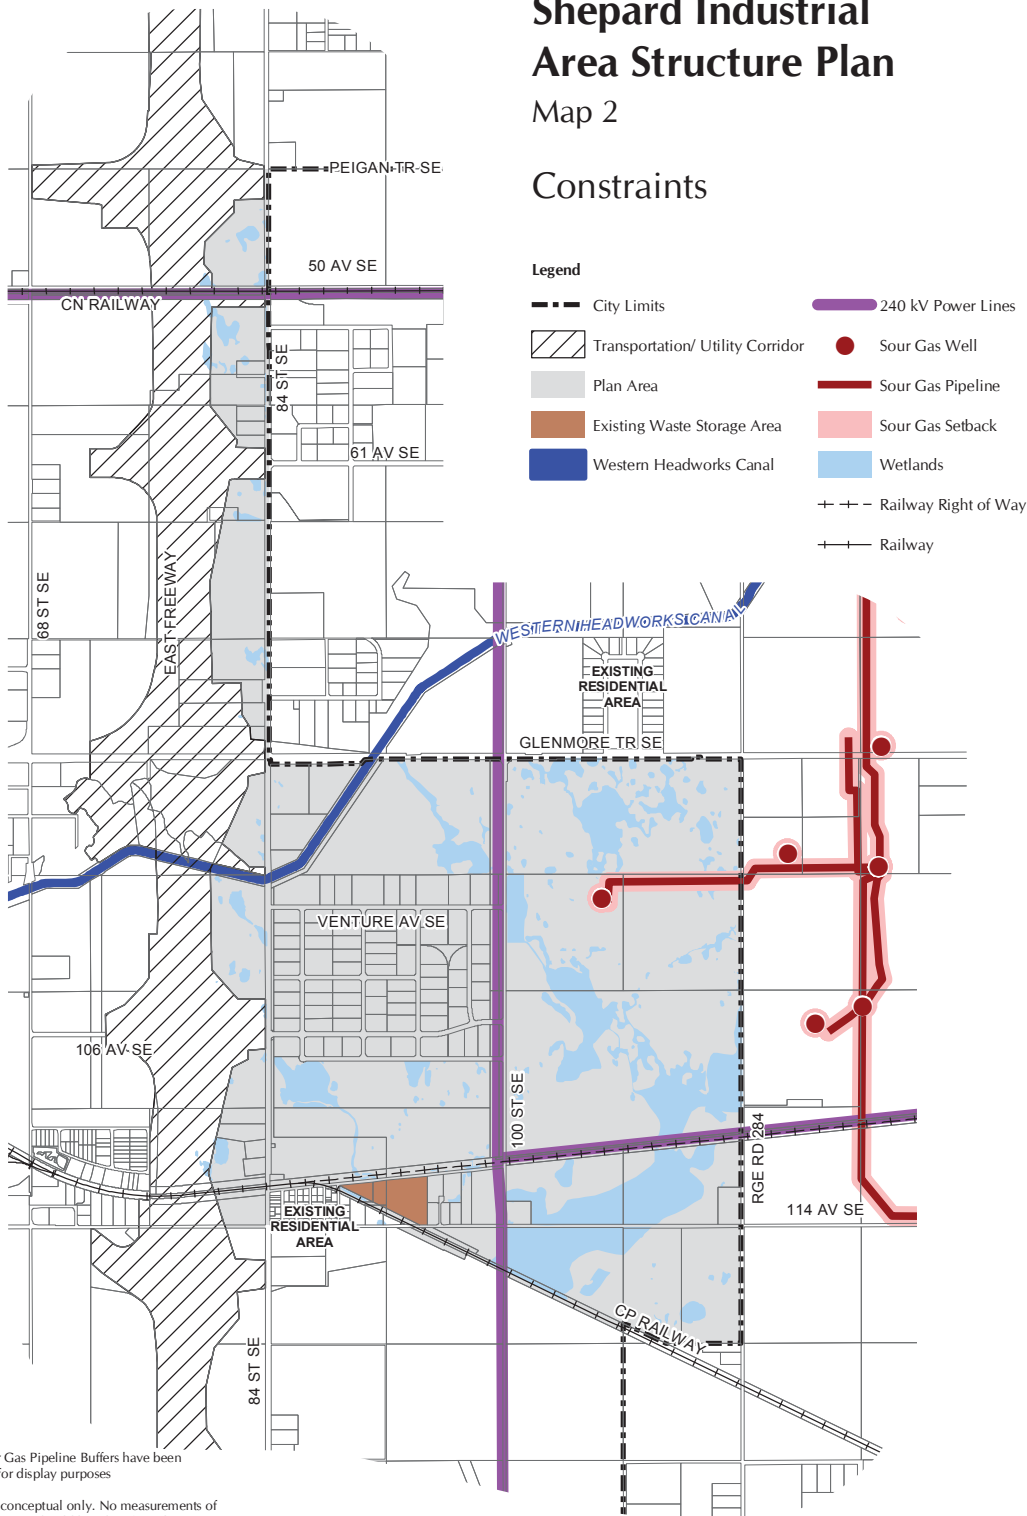 Shepard Industrial
Area Structure Plan
Map 2
Constraints
Legend
City Limits
Transportation/ Utility Corridor
Plan Area
Existing Waste Storage Area
Western Headworks Canal
240 kV Power Lines
Sour Gas Well
Sour Gas Pipeline
Sour Gas Setback
Wetlands
Railway Right of Way
Railway
PEIGAN TR SE
50 AV SE
CN RAILWAY
84 ST SE
61 AV SE
68 ST SE
EAST FREEWAY
WESTERN HEADWORKS CANAL
EXISTING
RESIDENTIAL
AREA
GLENMORE TR SE
VENTURE AV SE
106 AV SE
100 ST SE
RGE RD 284
114 AV SE
EXISTING
RESIDENTIAL
AREA
CP RAILWAY
84 ST SE
Gas Pipeline Buffers have been
for display purposes
conceptual only. No measurements of